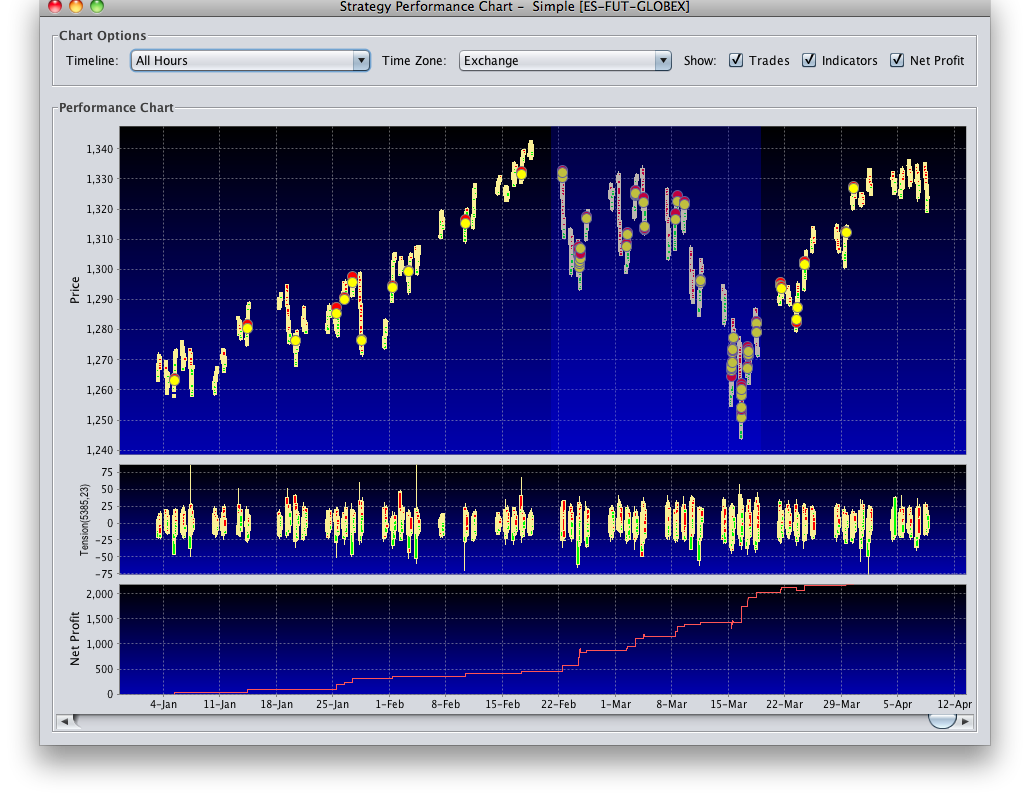 Strategy Performance Chart - Simple [ES-FUT-GLOBEX]
Chart Options
Timeline: All Hours Time Zone: Exchange Show: Trades Indicators Net Profit
Performance Chart
Price
1,340
1,330
1,320
1,310
1,300
1,290
1,280
1,270
1,260
1,250
1,240
Tension(5385,23)
75
50
25
0
-25
-50
-75
Net Profit
2,000
1,500
1,000
500
0
4-Jan 11-Jan 18-Jan 25-Jan 1-Feb 8-Feb 15-Feb 22-Feb 1-Mar 8-Mar 15-Mar 22-Mar 29-Mar 5-Apr 12-Apr